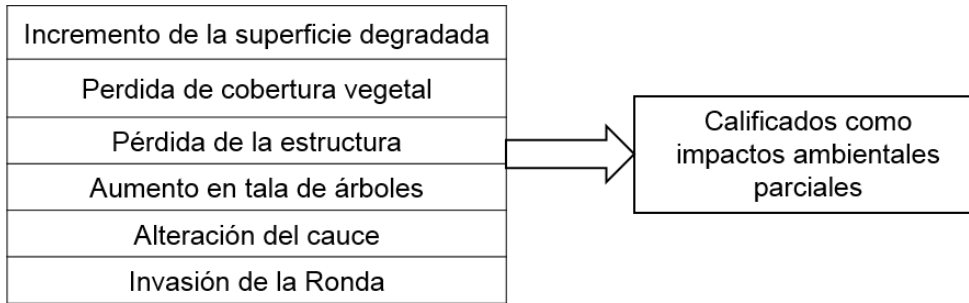 Incremento de la superficie degradada
Perdida de cobertura vegetal
Pérdida de la estructura
Aumento en tala de árboles
Alteración del cauce
Invasión de la Ronda
Calificados como
impactos ambientales
parciales